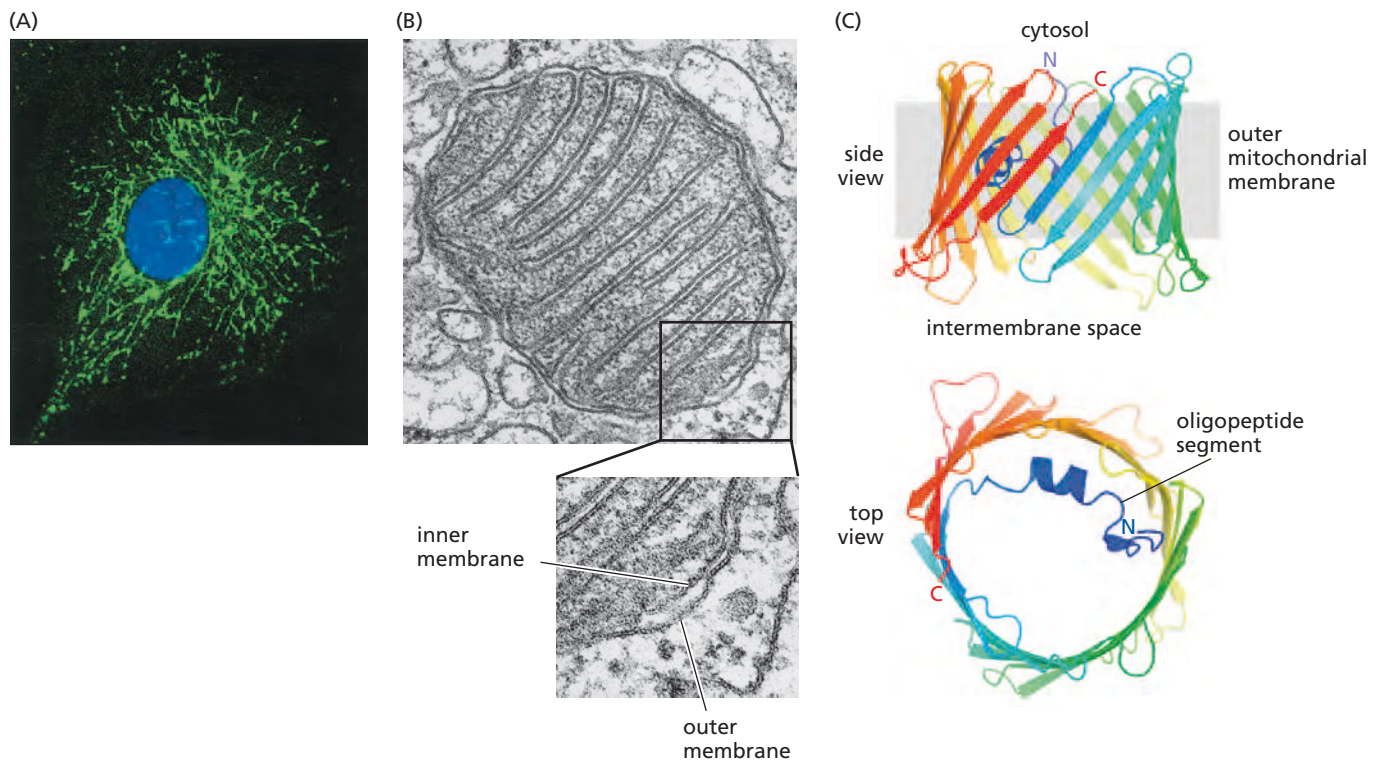 (A)
(B)
inner
membrane
outer
membrane
(C)
cytosol
N
C
side
view
outer
mitochondrial
membrane
intermembrane space
oligopeptide
segment
top
view
N
C